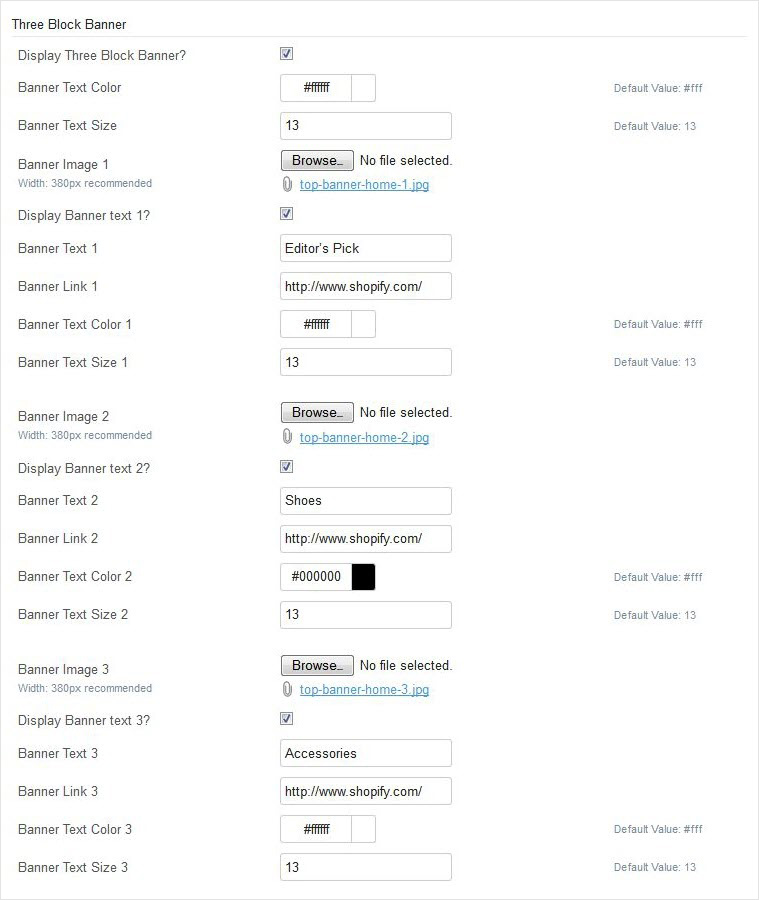 Three Block Banner
Display Three Block Banner?
Banner Text Color #ffffff Default Value: #fff
Banner Text Size 13 Default Value: 13
Banner Image 1 Browse… No file selected.
Width: 380px recommended top-banner-home-1.jpg
Display Banner text 1?
Banner Text 1 Editor's Pick
Banner Link 1 http://www.shopify.com/
Banner Text Color 1 #ffffff Default Value: #fff
Banner Text Size 1 13 Default Value: 13
Banner Image 2 Browse… No file selected.
Width: 380px recommended top-banner-home-2.jpg
Display Banner text 2?
Banner Text 2 Shoes
Banner Link 2 http://www.shopify.com/
Banner Text Color 2 #000000 Default Value: #fff
Banner Text Size 2 13 Default Value: 13
Banner Image 3 Browse… No file selected.
Width: 380px recommended top-banner-home-3.jpg
Display Banner text 3?
Banner Text 3 Accessories
Banner Link 3 http://www.shopify.com/
Banner Text Color 3 #ffffff Default Value: #fff
Banner Text Size 3 13 Default Value: 13